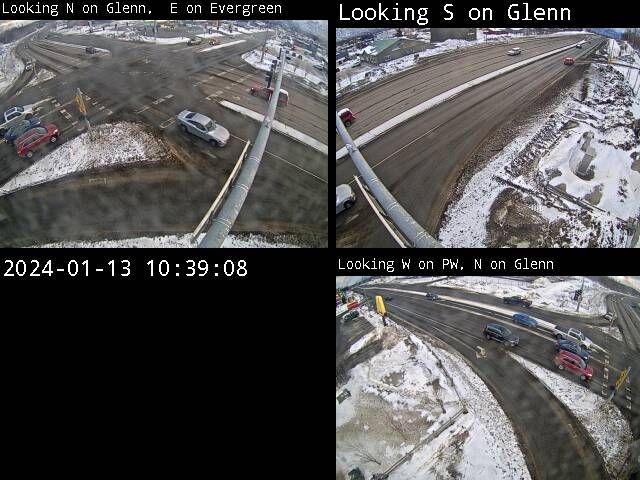 Looking N on Glenn,  E on Evergreen
Looking S on Glenn
2024-01-13 10:39:08
Looking W on PW, N on Glenn